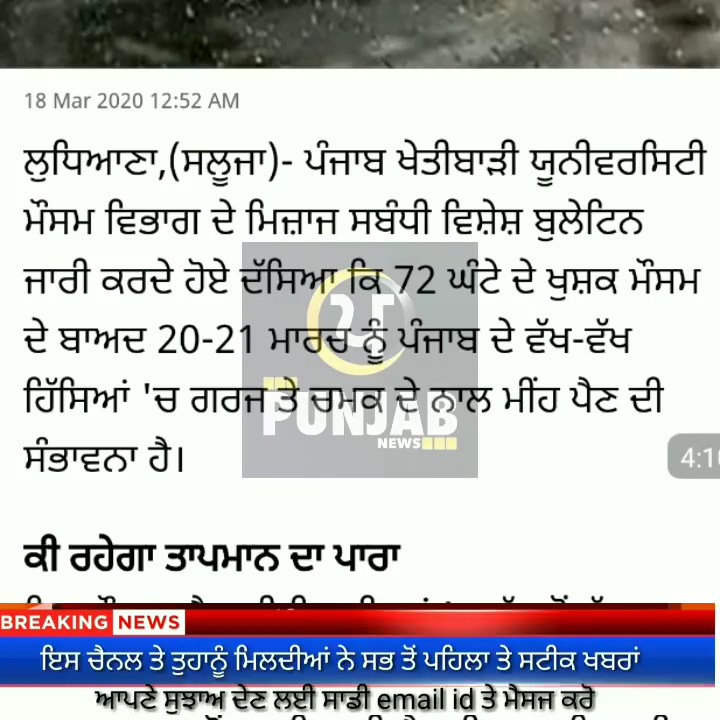 18 Mar 2020 12:52 AM
ਲੁਧਿਆਣਾ,(ਸਲੂਜਾ)- ਪੰਜਾਬ ਖੇਤੀਬਾੜੀ ਯੂਨੀਵਰਸਿਟੀ
ਮੌਸਮ ਵਿਭਾਗ ਦੇ ਮਿਜ਼ਾਜ ਸਬੰਧੀ ਵਿਸ਼ੇਸ਼ ਬੁਲੇਟਿਨ
ਜਾਰੀ ਕਰਦੇ ਹੋਏ ਦੱਸਿਆ ਕਿ 72 ਘੰਟੇ ਦੇ ਖੁਸ਼ਕ ਮੌਸਮ
ਦੇ ਬਾਅਦ 20-21 ਮਾਰਚ ਨੂੰ ਪੰਜਾਬ ਦੇ ਵੱਖ-ਵੱਖ
ਹਿੱਸਿਆਂ 'ਚ ਗਰਜ ਤੇ ਚਮਕ ਦੇ ਨਾਲ ਮੀਂਹ ਪੈਣ ਦੀ
PUNJAB
NEWS
ਸੰਭਾਵਨਾ ਹੈ।
4:1
ਕੀ ਰਹੇਗਾ ਤਾਪਮਾਨ ਦਾ ਪਾਰਾ
BREAKING NEWS
ਇਸ ਚੈਨਲ ਤੇ ਤੁਹਾਨੂੰ ਮਿਲਦੀਆਂ ਨੇ ਸਭ ਤੋਂ ਪਹਿਲਾ ਤੇ ਸਟੀਕ ਖਬਰਾਂ
ਆਪਣੇ ਸੁਝਾਅ ਦੇਣ ਲਈ ਸਾਡੀ email id ਤੇ ਮੈਸਜ ਕਰੋ